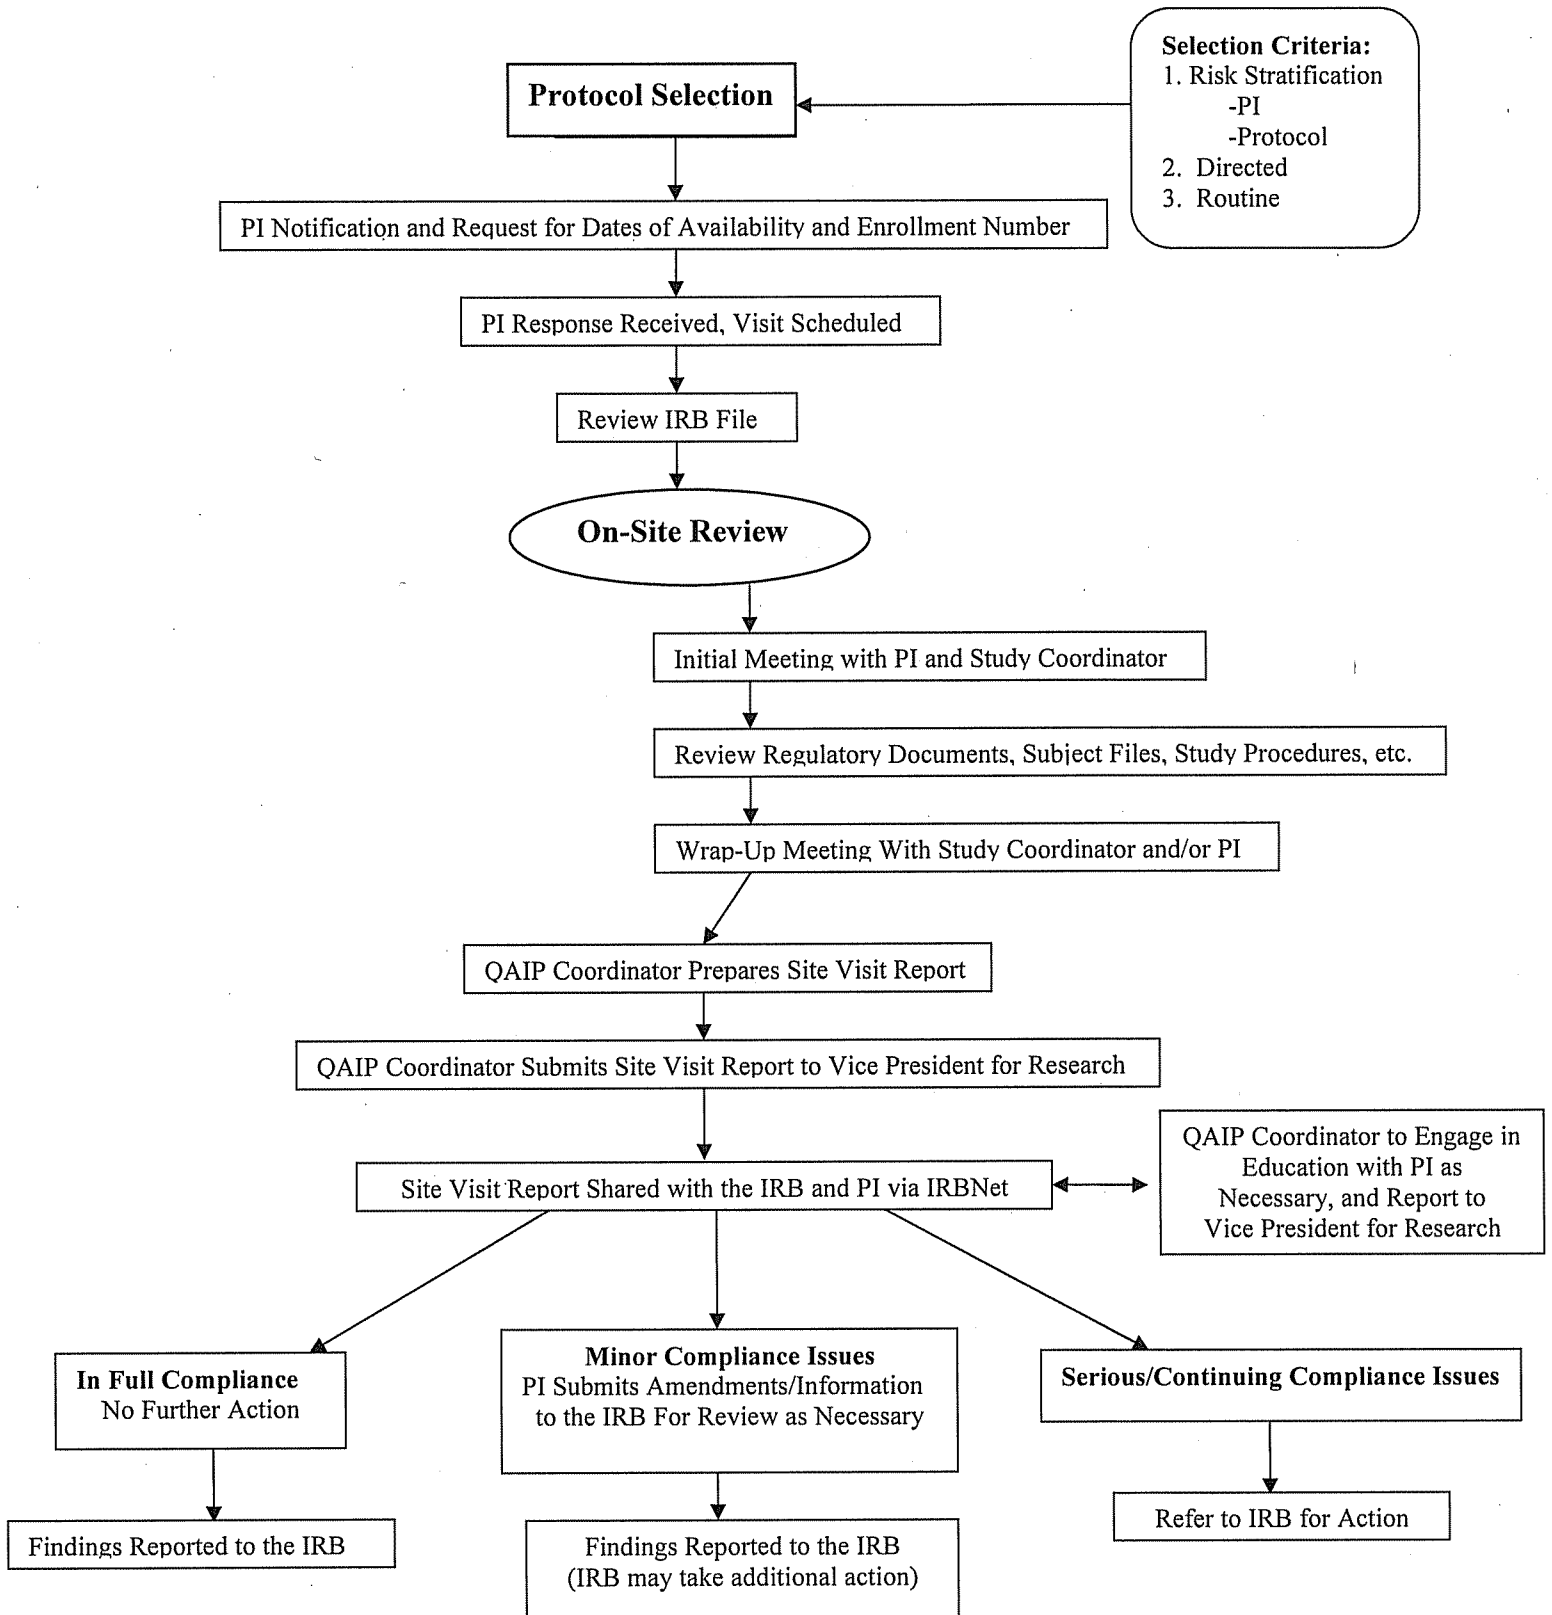 Protocol Selection
Selection Criteria:
1. Risk Stratification
-PI
-Protocol
2. Directed
3. Routine
PI Notification and Request for Dates of Availability and Enrollment Number
PI Response Received, Visit Scheduled
Review IRB File
On-Site Review
Initial Meeting with PI and Study Coordinator
Review Regulatory Documents, Subject Files, Study Procedures, etc.
Wrap-Up Meeting With Study Coordinator and/or PI
QAIP Coordinator Prepares Site Visit Report
QAIP Coordinator Submits Site Visit Report to Vice President for Research
Site Visit Report Shared with the IRB and PI via IRBNet
QAIP Coordinator to Engage in
Education with PI as
Necessary, and Report to
Vice President for Research
In Full Compliance
No Further Action
Minor Compliance Issues
PI Submits Amendments/Information
to the IRB For Review as Necessary
Serious/Continuing Compliance Issues
Findings Reported to the IRB
Findings Reported to the IRB
(IRB may take additional action)
Refer to IRB for Action